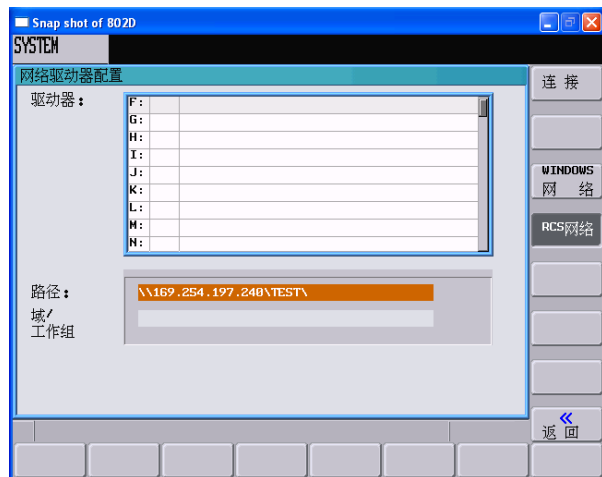 Snap shot of 802D
SYSTEM
网络驱动器配置
驱动器：
F:
G:
H:
I:
J:
K:
L:
M:
N:
路径：
\\169.254.197.240\TEST\
域/
工作组
连接
WINDOWS
网络
RCS网络
«
返回